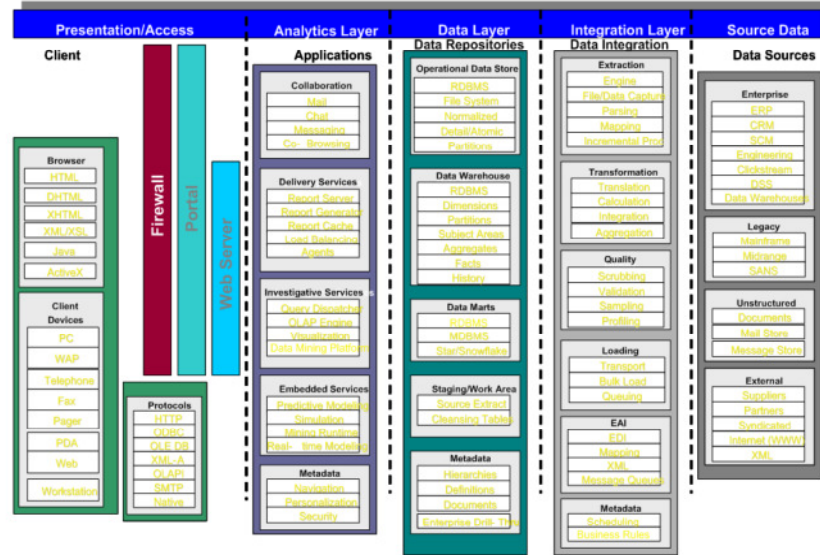 Presentation/Access
Analytics Layer
Data Layer
Integration Layer
Source Data
Client
Applications
Data Repositories
Data Integration
Data Sources
Browser
HTML
DHTML
XHTML
XML/XSL
Java
ActiveX
Client
Devices
PC
WAP
Telephone
Fax
Pager
PDA
Web
Workstation
Firewall
Portal
Web Server
Protocols
HTTP
ODBC
OLE DB
XML-A
OLAPI
SMTP
Native
Collaboration
Mail
Chat
Messaging
Co- Browsing
Delivery Services
Report Server
Report Generator
Report Cache
Load Balancing
Agents
Investigative Services
Query Dispatcher
OLAP Engine
Visualization
Data Mining Platform
Embedded Services
Predictive Modeling
Simulation
Mining Runtime
Real- time Modeling
Metadata
Navigation
Personalization
Security
Operational Data Store
RDBMS
File System
Normalized
Detail/Atomic
Partitions
Data Warehouse
RDBMS
Dimensions
Partitions
Subject Areas
Aggregates
Facts
History
Data Marts
RDBMS
MDBMS
Star/Snowflake
Staging/Work Area
Source Extract
Cleansing Tables
Metadata
Hierarchies
Definitions
Documents
Enterprise Drill- Thru
Extraction
Engine
File/Data Capture
Parsing
Mapping
Incremental Proc
Transformation
Translation
Calculation
Integration
Aggregation
Quality
Scrubbing
Validation
Sampling
Profiling
Loading
Transport
Bulk Load
Queuing
EAI
EDI
Mapping
XML
Message Queues
Metadata
Scheduling
Business Rules
Enterprise
ERP
CRM
SCM
Engineering
Clickstream
DSS
Data Warehouses
Legacy
Mainframe
Midrange
SANS
Unstructured
Documents
Mail Store
Message Store
External
Suppliers
Partners
Syndicated
Internet (WWW)
XML